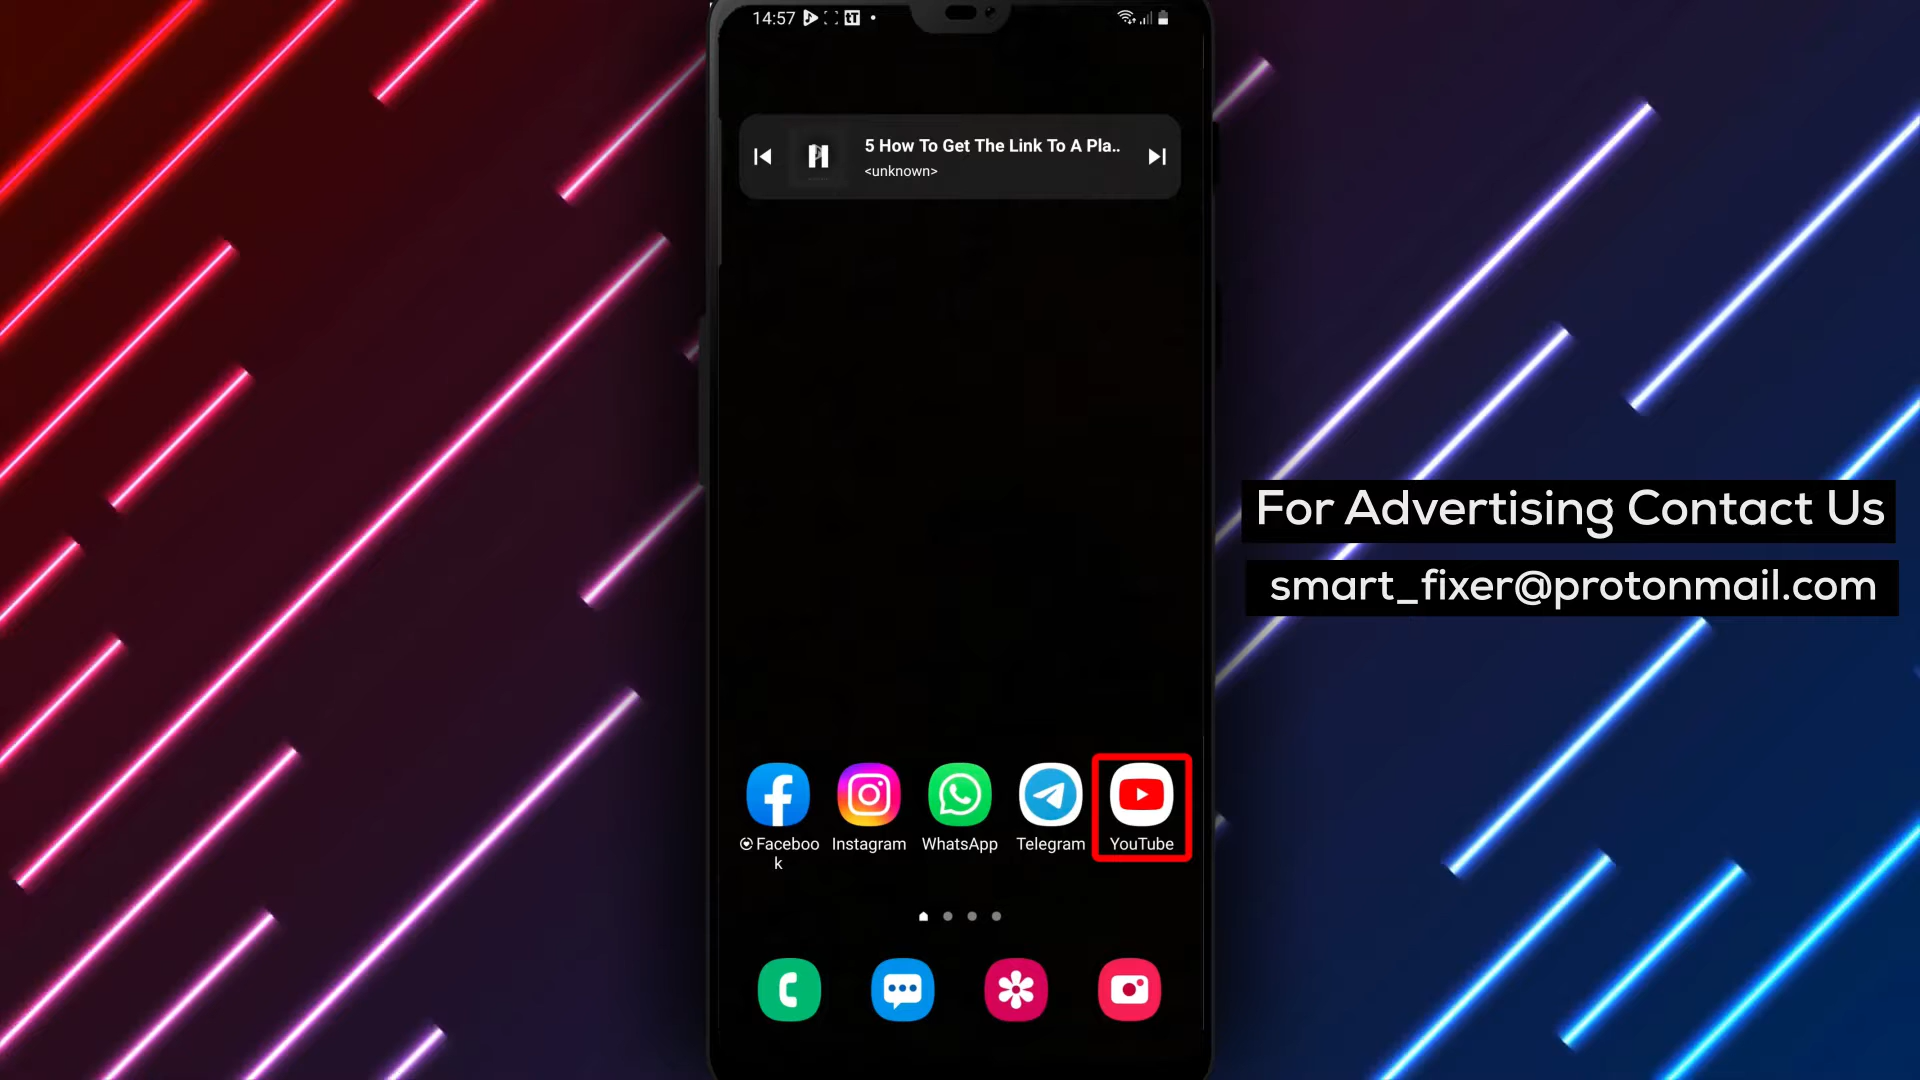 14:57
5 How To Get The Link To A Pla..
<unknown>
For Advertising Contact Us
smart_fixer@protonmail.com
Faceboo
k
Instagram
WhatsApp
Telegram
YouTube